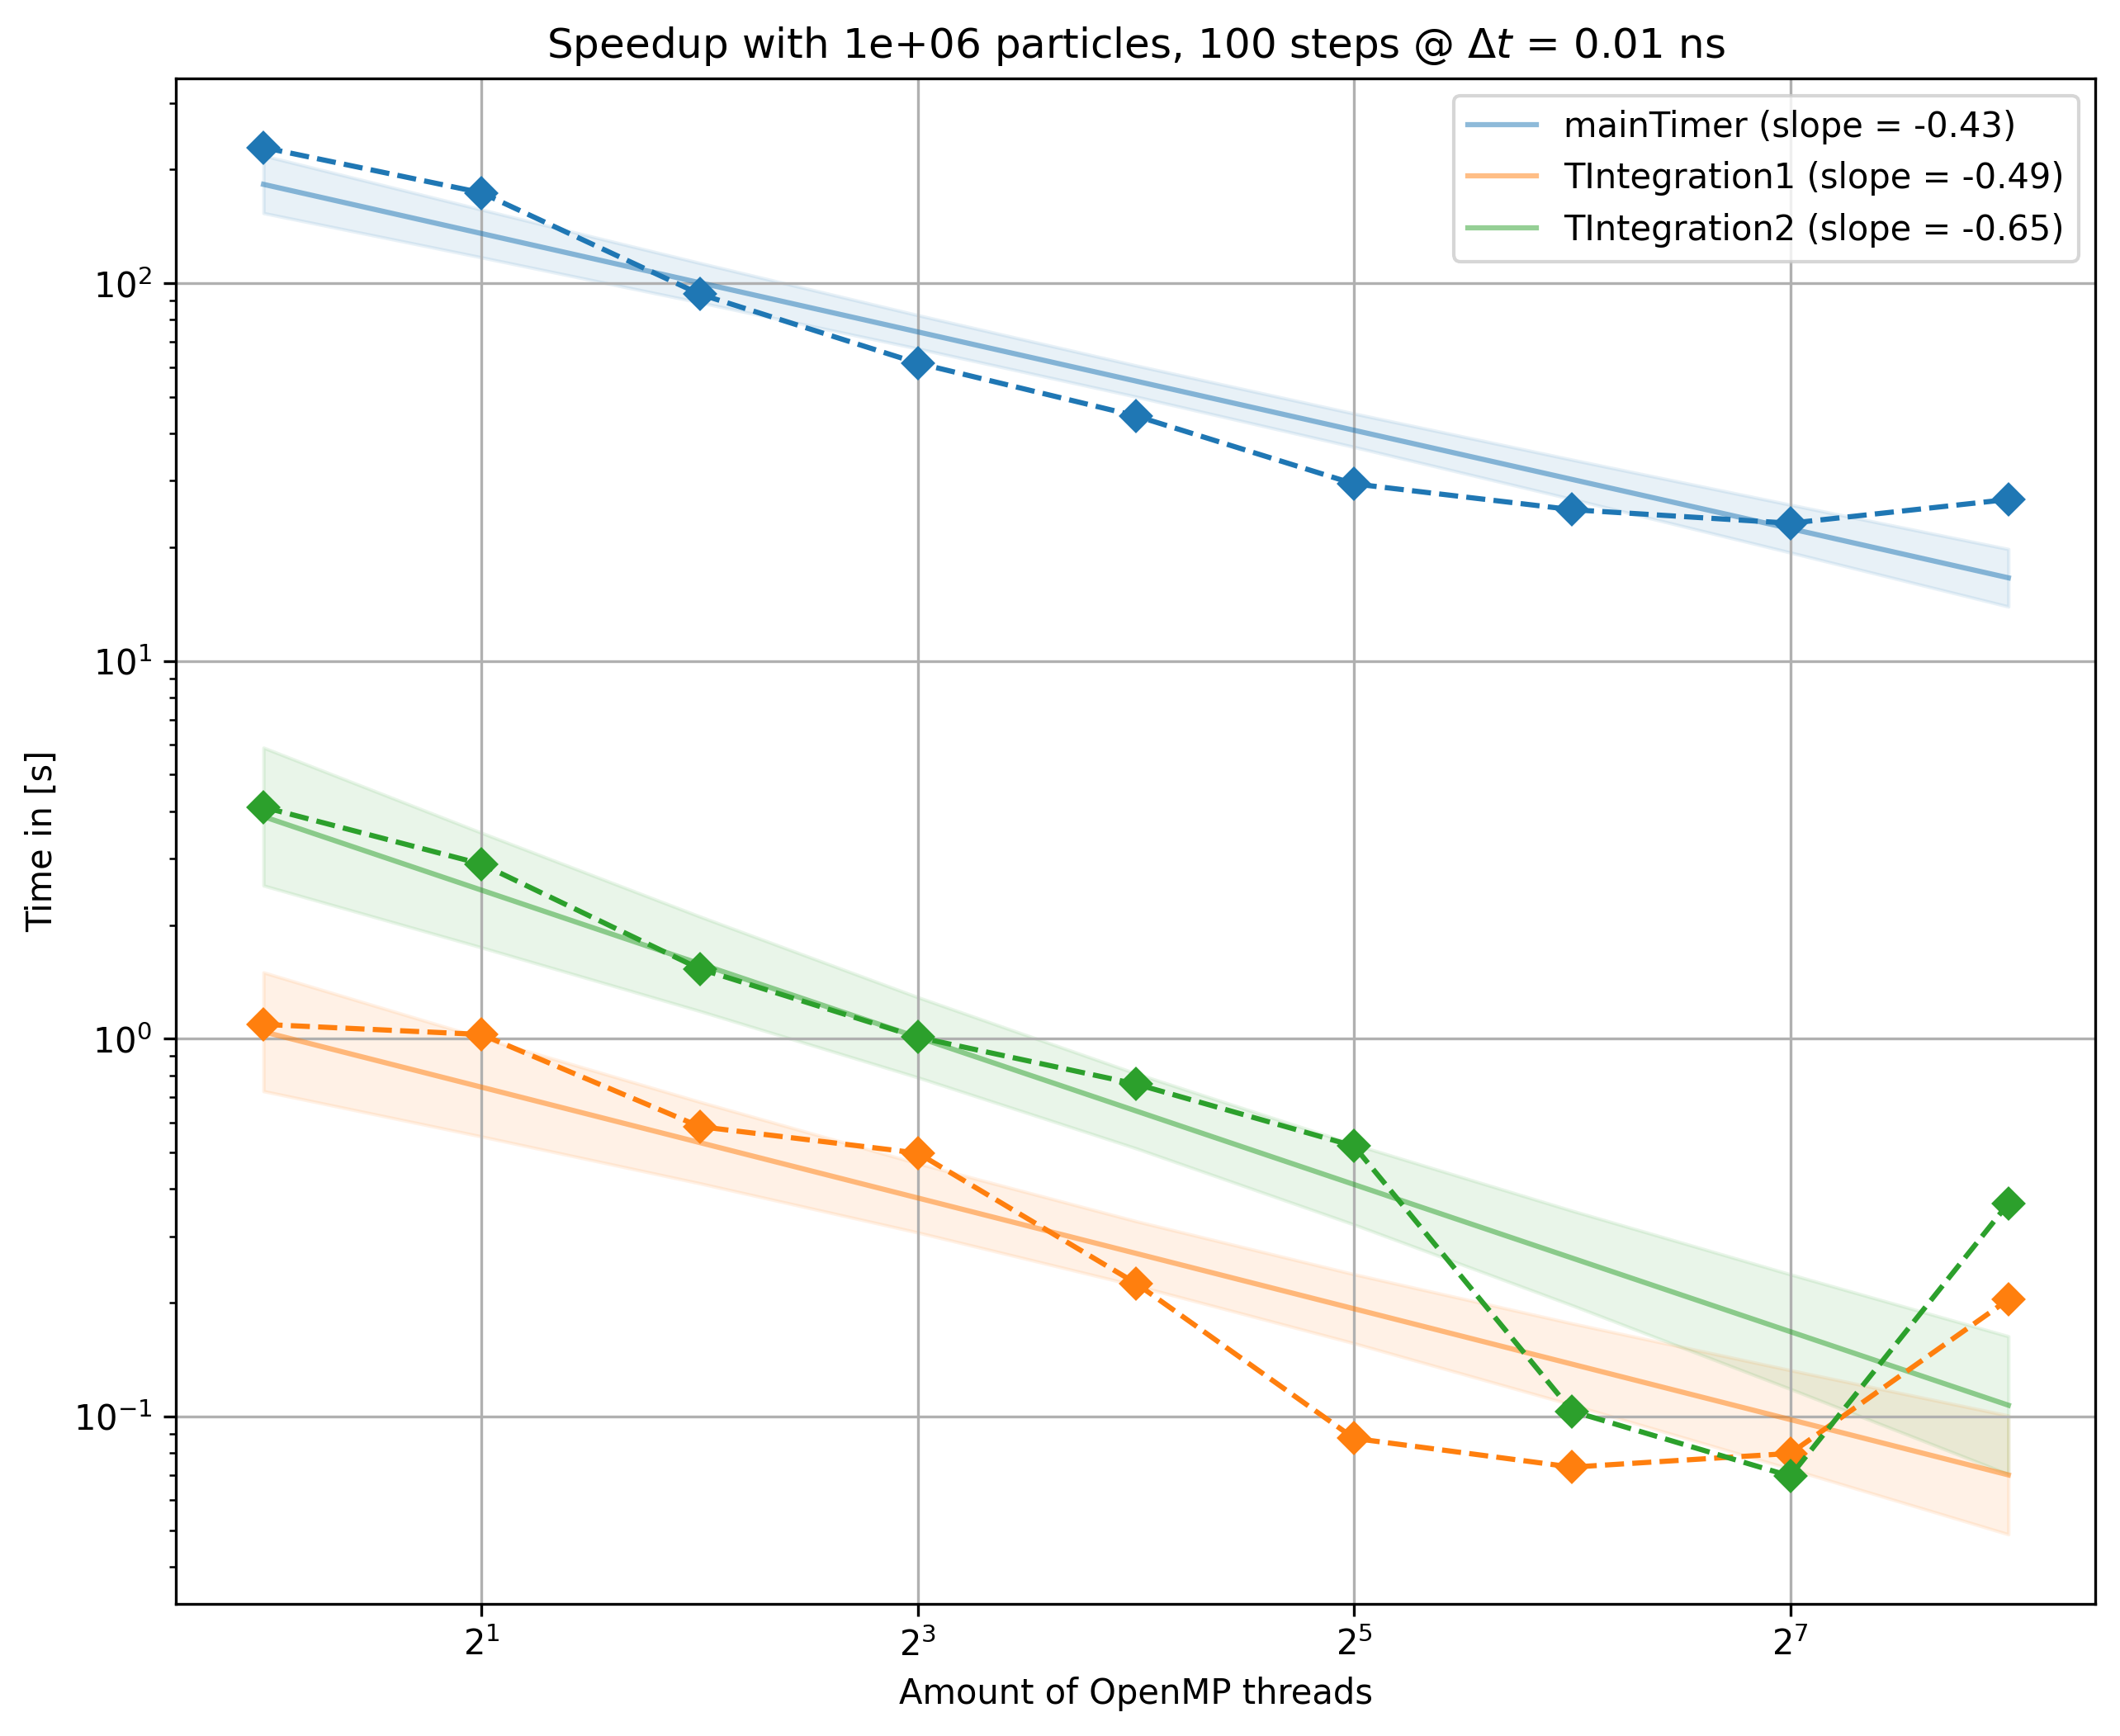 Speedup with 1e+06 particles, 100 steps @ Δt = 0.01 ns
mainTimer (slope = -0.43)
TIntegration1 (slope = -0.49)
TIntegration2 (slope = -0.65)
10²
10¹
10⁰
10⁻¹
Time in [s]
2¹ 2³ 2⁵ 2⁷
Amount of OpenMP threads